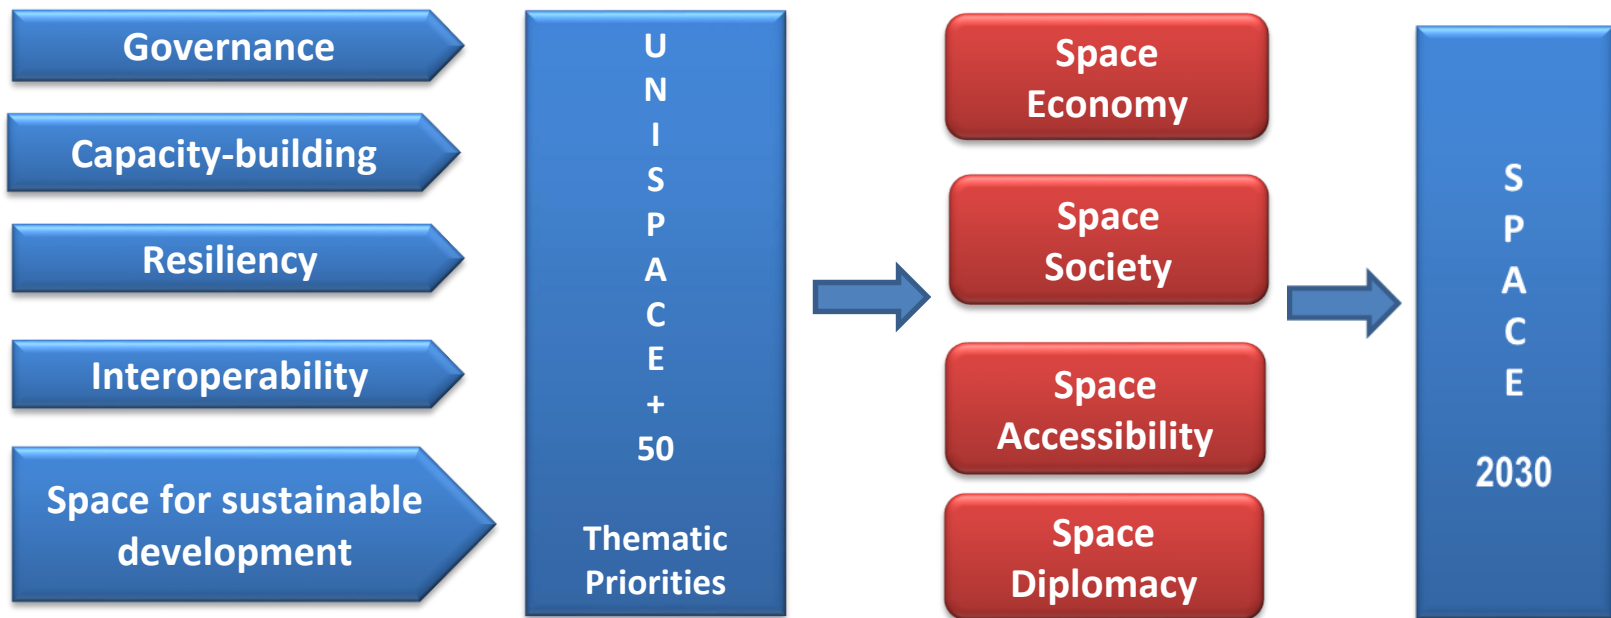 Governance
Capacity-building
Resiliency
Interoperability
Space for sustainable
development
U
N
I
S
P
A
C
E
+
50
Thematic
Priorities
Space
Economy
Space
Society
Space
Accessibility
Space
Diplomacy
S
P
A
C
E
2030